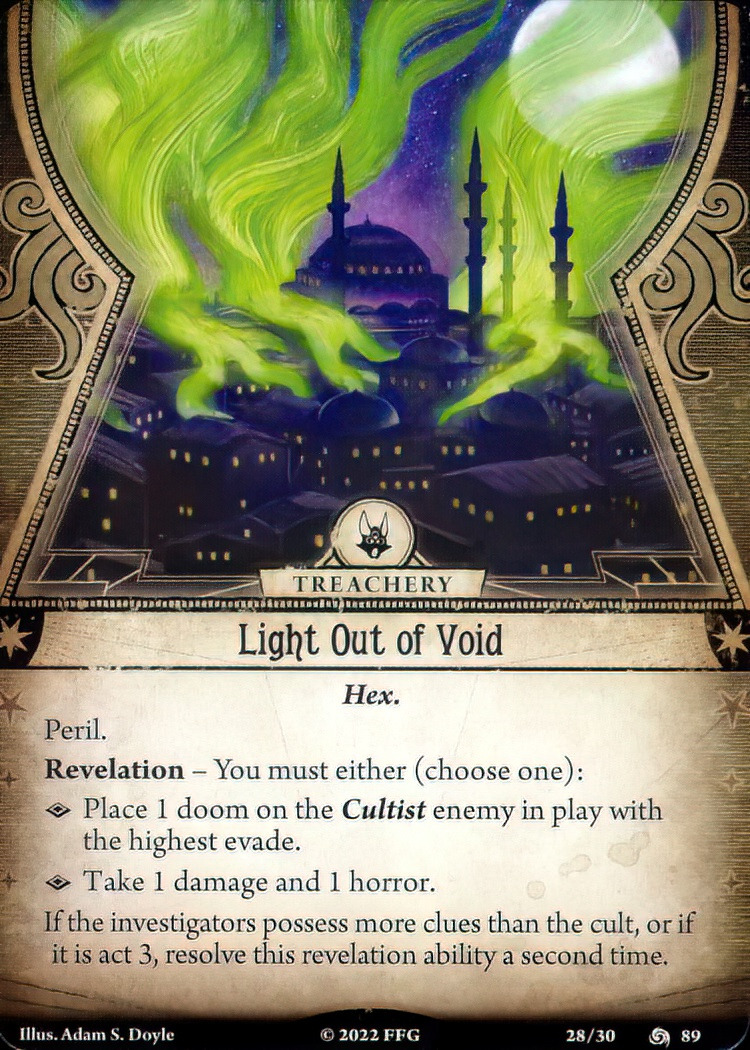 TREACHERY
Light Out of Void
Hex.
Peril.
Revelation – You must either (choose one):
Place 1 doom on the Cultist enemy in play with
the highest evade.
Take 1 damage and 1 horror.
If the investigators possess more clues than the cult, or if
it is act 3, resolve this revelation ability a second time.
Illus. Adam S. Doyle © 2022 FFG 28/30 89